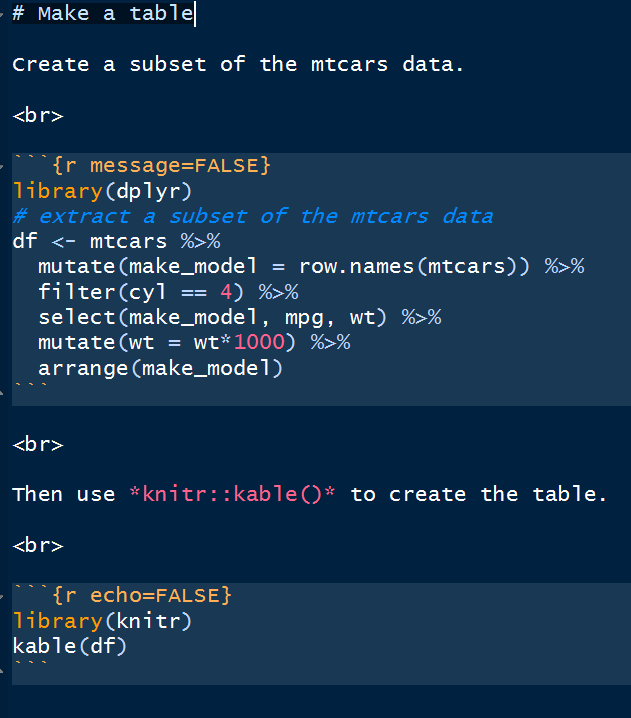 # Make a table
Create a subset of the mtcars data.
<br>
```{r message=FALSE}
library(dplyr)
# extract a subset of the mtcars data
df <- mtcars %>%
  mutate(make_model = row.names(mtcars)) %>%
  filter(cyl == 4) %>%
  select(make_model, mpg, wt) %>%
  mutate(wt = wt*1000) %>%
  arrange(make_model)
```
<br>
Then use *knitr::kable()* to create the table.
<br>
```{r echo=FALSE}
library(knitr)
kable(df)
```